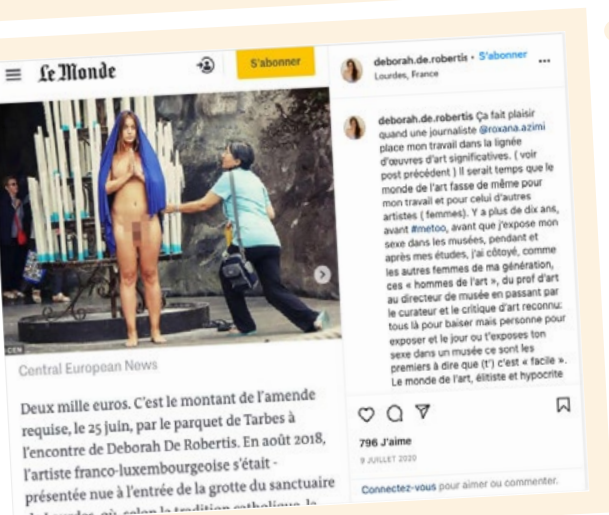 Le Monde
S'abonner
CEN
Central European News
Deux mille euros. C'est le montant de l'amende
requise, le 25 juin, par le parquet de Tarbes à
l'encontre de Deborah De Robertis. En août 2018,
l'artiste franco-luxembourgeoise s'était -
présentée nue à l'entrée de la grotte du sanctuaire
de Lourdes, où, selon la tradition catholique, la
deborah.de.robertis • S'abonner
Lourdes, France
deborah.de.robertis Ça fait plaisir
quand une journaliste @roxana.azimi
place mon travail dans la lignée
d'œuvres d'art significatives. ( voir
post précédent ) Il serait temps que le
monde de l'art fasse de même pour
mon travail et pour celui d'autres
artistes ( femmes). Y a plus de dix ans,
avant #metoo, avant que j'expose mon
sexe dans les musées, pendant et
après mes études, j'ai côtoyé, comme
les autres femmes de ma génération,
ces « hommes de l'art », du prof d'art
au directeur de musée en passant par
le curateur et le critique d'art reconnu:
tous là pour baiser mais personne pour
exposer et le jour ou t'exposes ton
sexe dans un musée ce sont les
premiers à dire que (t') c'est « facile ».
Le monde de l'art, élitiste et hypocrite
796 J'aime
9 JUILLET 2020
Connectez-vous pour aimer ou commenter.